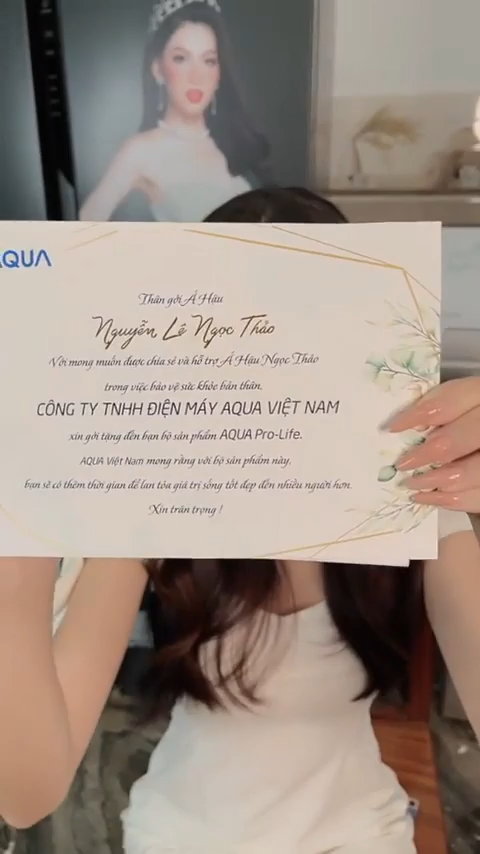 AQUA
Thân gởi Á Hậu
Nguyễn Lê Ngọc Thảo
Với mong muốn được chia sẻ và hỗ trợ Á Hậu Ngọc Thảo
trong việc bảo vệ sức khỏe bản thân,
CÔNG TY TNHH ĐIỆN MÁY AQUA VIỆT NAM
xin gởi tặng đến bạn bộ sản phẩm AQUA Pro-Life.
AQUA Việt Nam mong rằng với bộ sản phẩm này,
bạn sẽ có thêm thời gian để lan tỏa giá trị sống tốt đẹp đến nhiều người hơn.
Xin trân trọng !